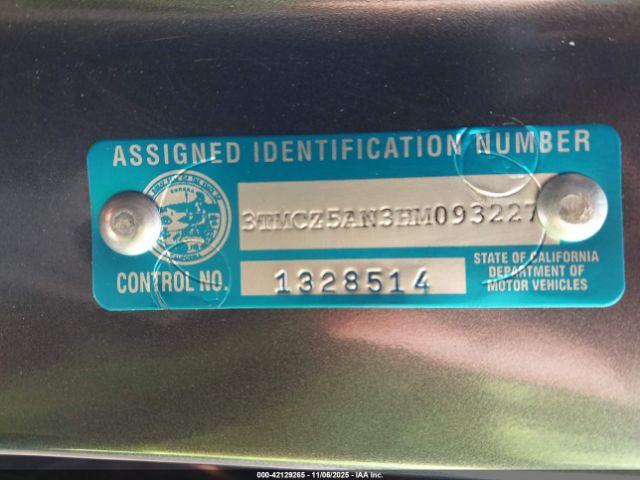 ASSIGNED IDENTIFICATION NUMBER
EUREKA
3TMCZ5AN3HM093227
CONTROL NO. 1328514
STATE OF CALIFORNIA
DEPARTMENT OF
MOTOR VEHICLES
000-42129265 - 11/06/2025 - IAA Inc.